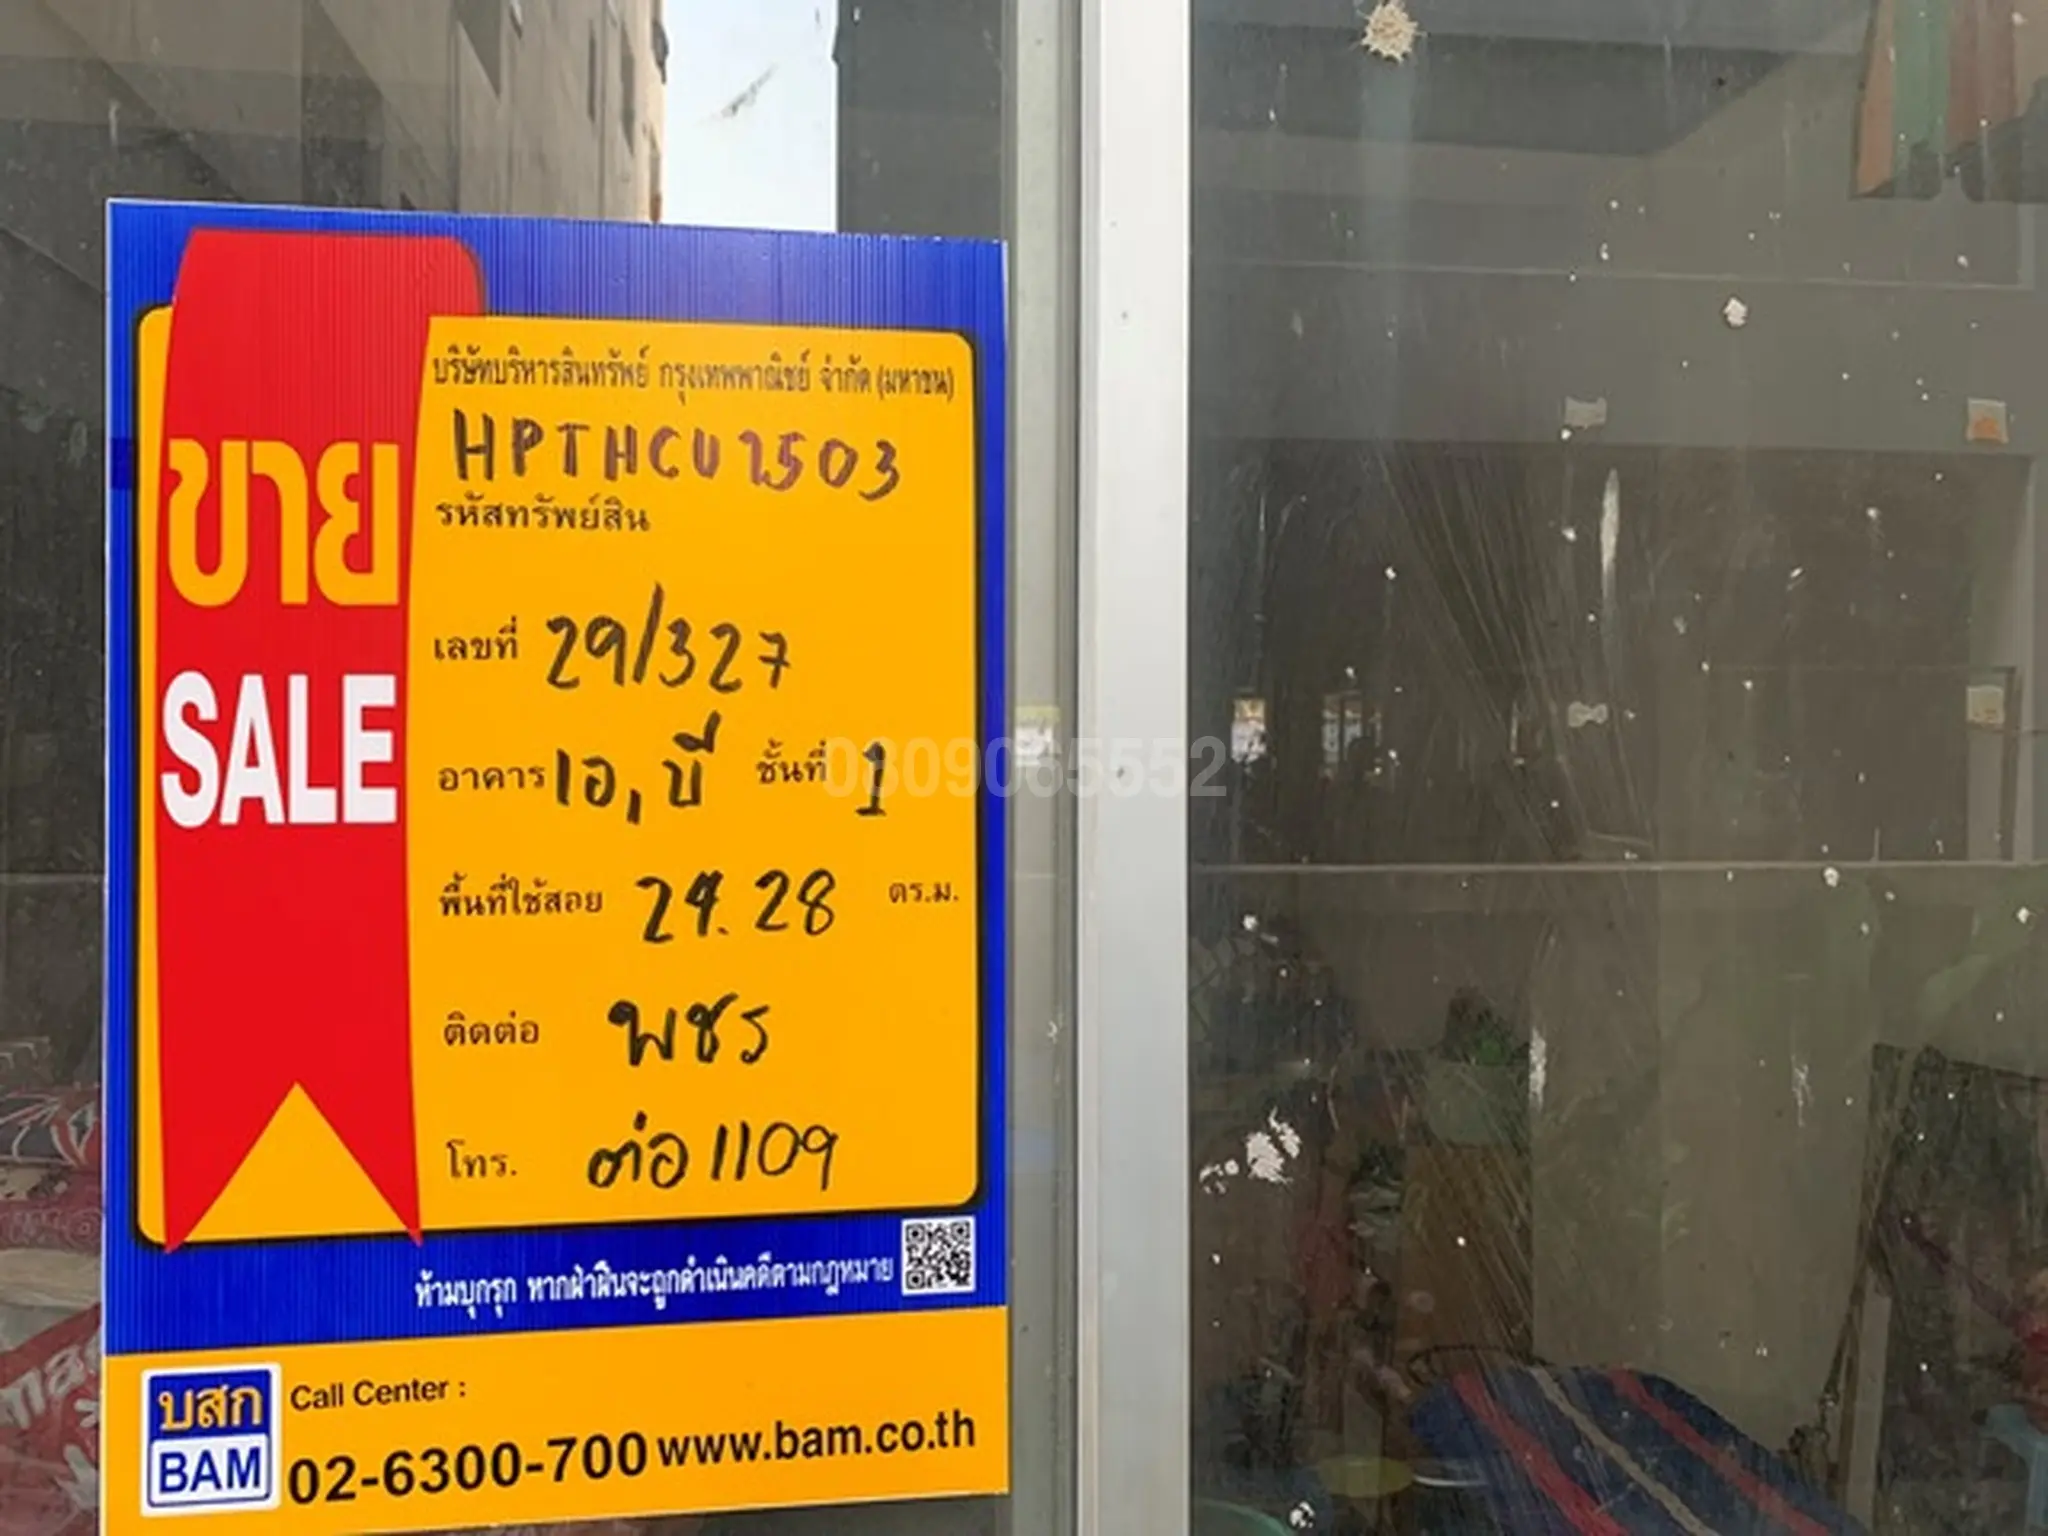 บริษัทบริหารสินทรัพย์ กรุงเทพพาณิชย์ จำกัด (มหาชน)
HPTHCU2503
รหัสทรัพย์สิน
ขาย
SALE
เลขที่ 29/327
อาคาร เอ, บี ชั้นที่ 1
พื้นที่ใช้สอย 24.28 ตร.ม.
ติดต่อ พชร
โทร. ต่อ 1109
ห้ามบุกรุก หากฝ่าฝืนจะถูกดำเนินคดีตามกฎหมาย
บสก
BAM
Call Center :
02-6300-700 www.bam.co.th
0809065552